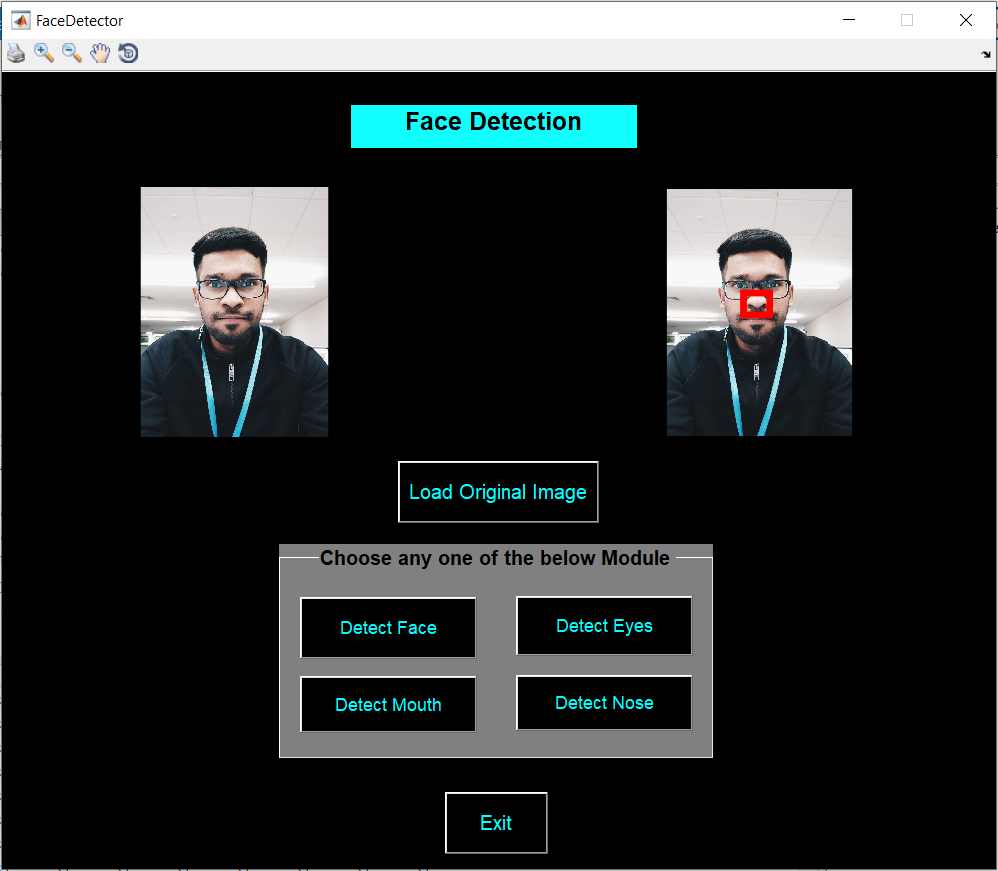 FaceDetector
Face Detection
Load Original Image
Choose any one of the below Module
Detect Face
Detect Eyes
Detect Mouth
Detect Nose
Exit